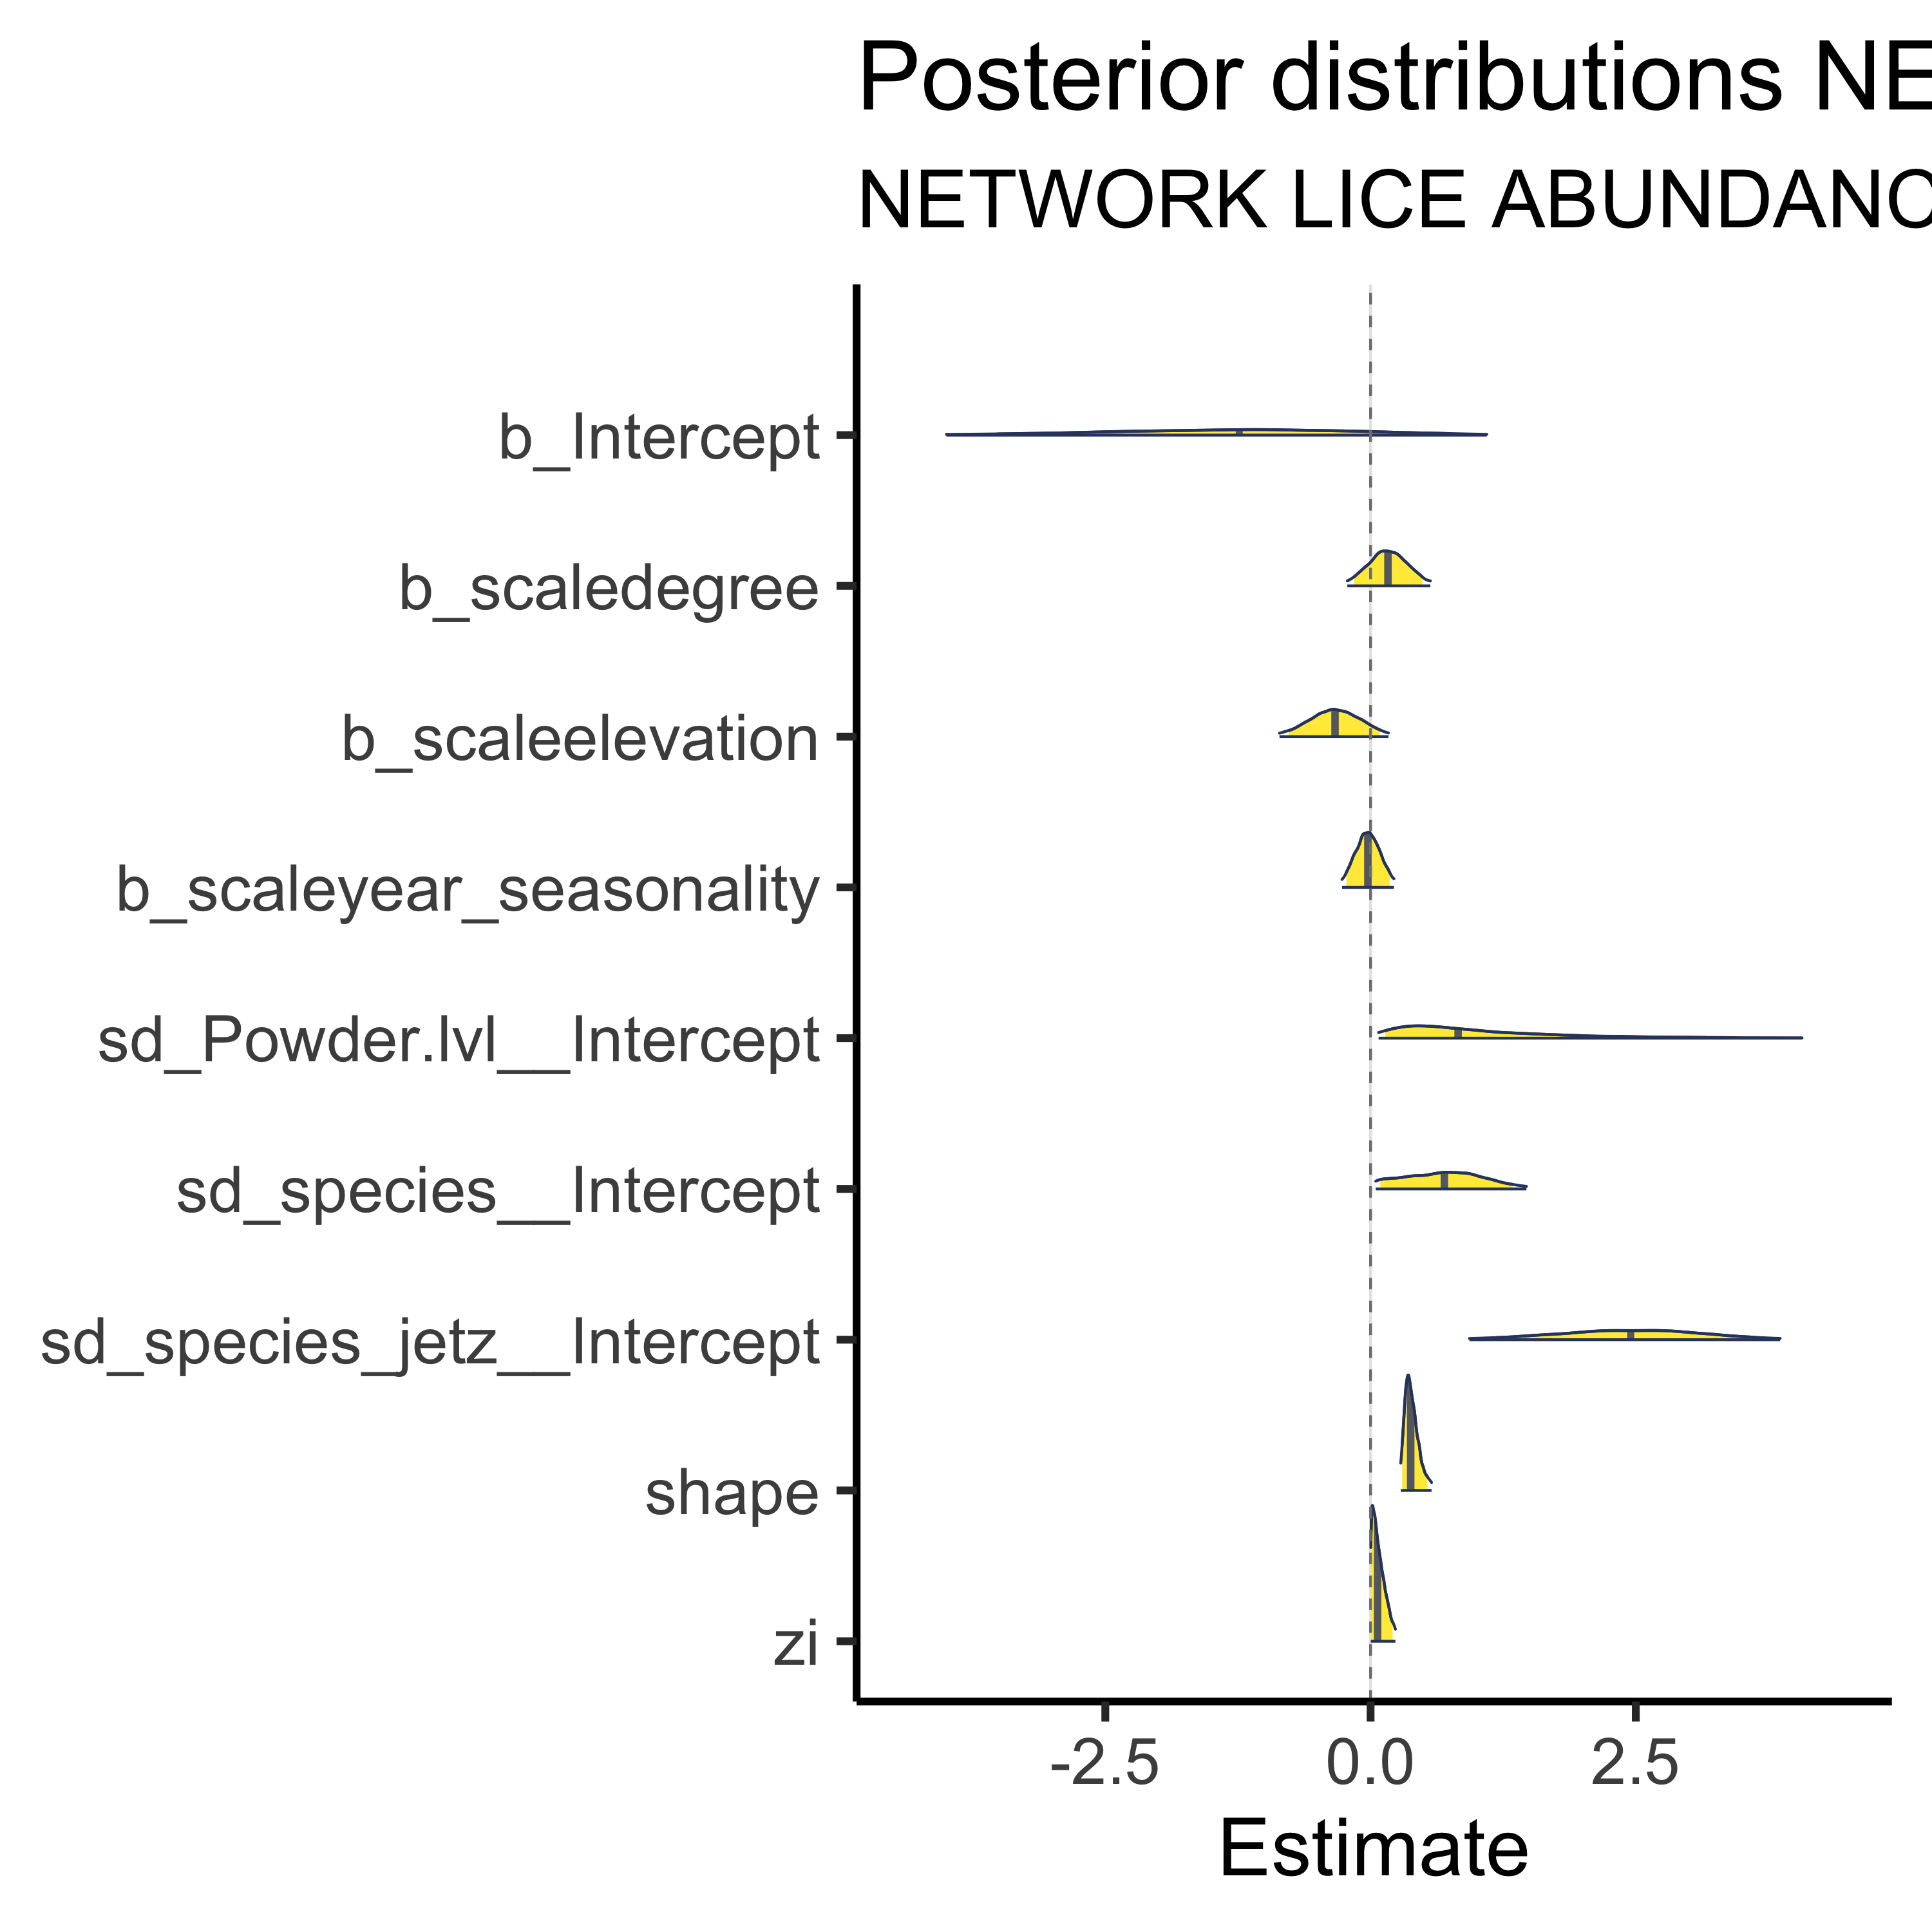 Posterior distributions NE
NETWORK LICE ABUNDANC
b_Intercept
b_scaledegree
b_scaleelevation
b_scaleyear_seasonality
sd_Powder.lvl__Intercept
sd_species__Intercept
sd_species_jetz__Intercept
shape
zi
-2.5 0.0 2.5
Estimate